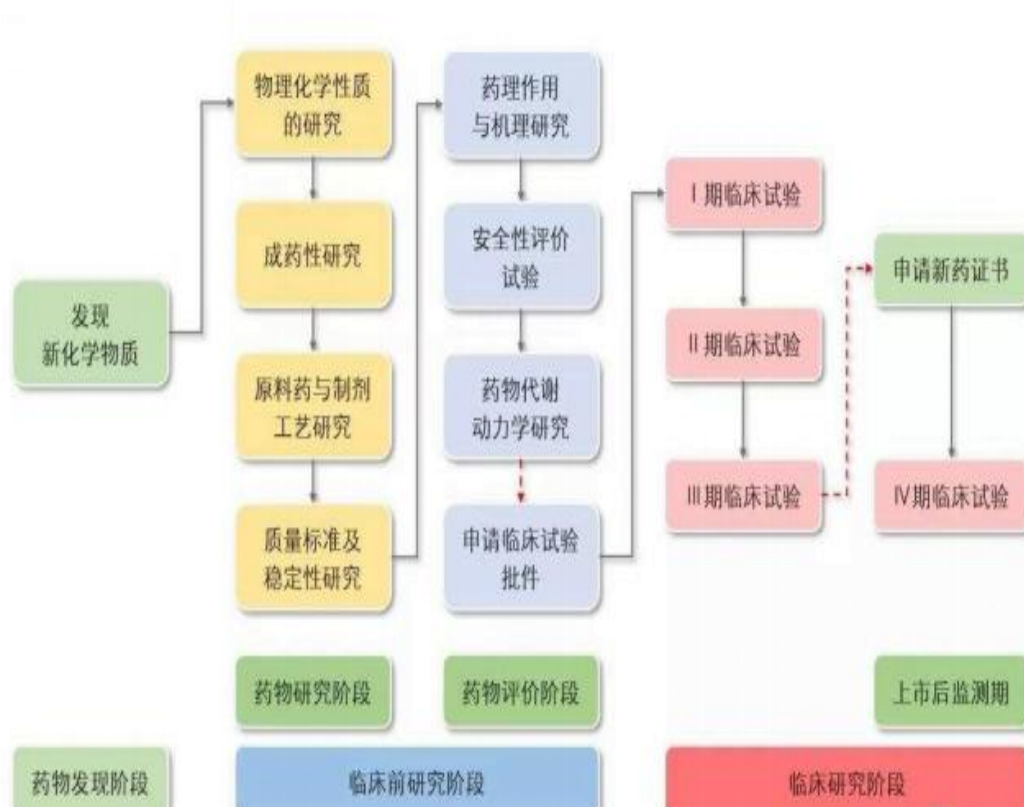 发现
新化学物质
物理化学性质
的研究
成药性研究
原料药与制剂
工艺研究
质量标准及
稳定性研究
药理作用
与机理研究
安全性评价
试验
药物代谢
动力学研究
申请临床试验
批件
Ⅰ期临床试验
Ⅱ期临床试验
Ⅲ期临床试验
申请新药证书
Ⅳ期临床试验
药物研究阶段
药物评价阶段
上市后监测期
药物发现阶段
临床前研究阶段
临床研究阶段